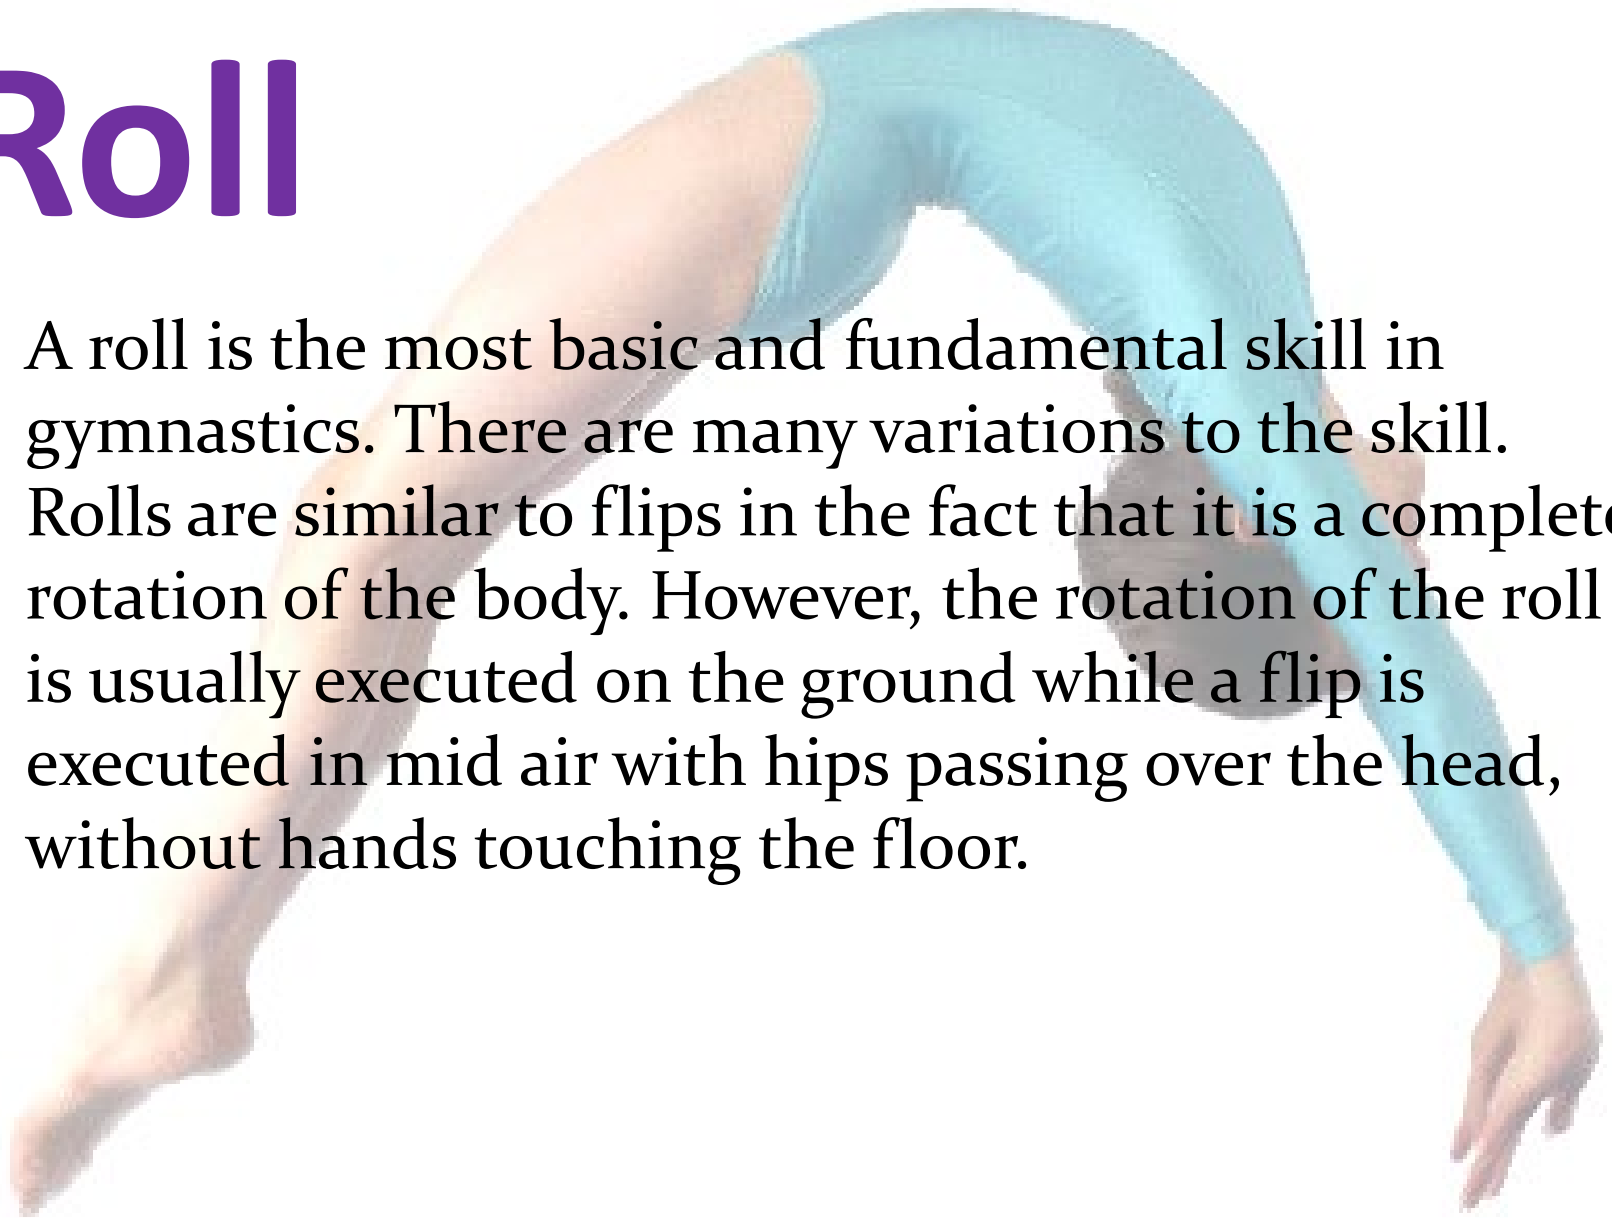 Roll
A roll is the most basic and fundamental skill in
gymnastics. There are many variations to the skill.
Rolls are similar to flips in the fact that it is a complete
rotation of the body. However, the rotation of the roll
is usually executed on the ground while a flip is
executed in mid air with hips passing over the head,
without hands touching the floor.